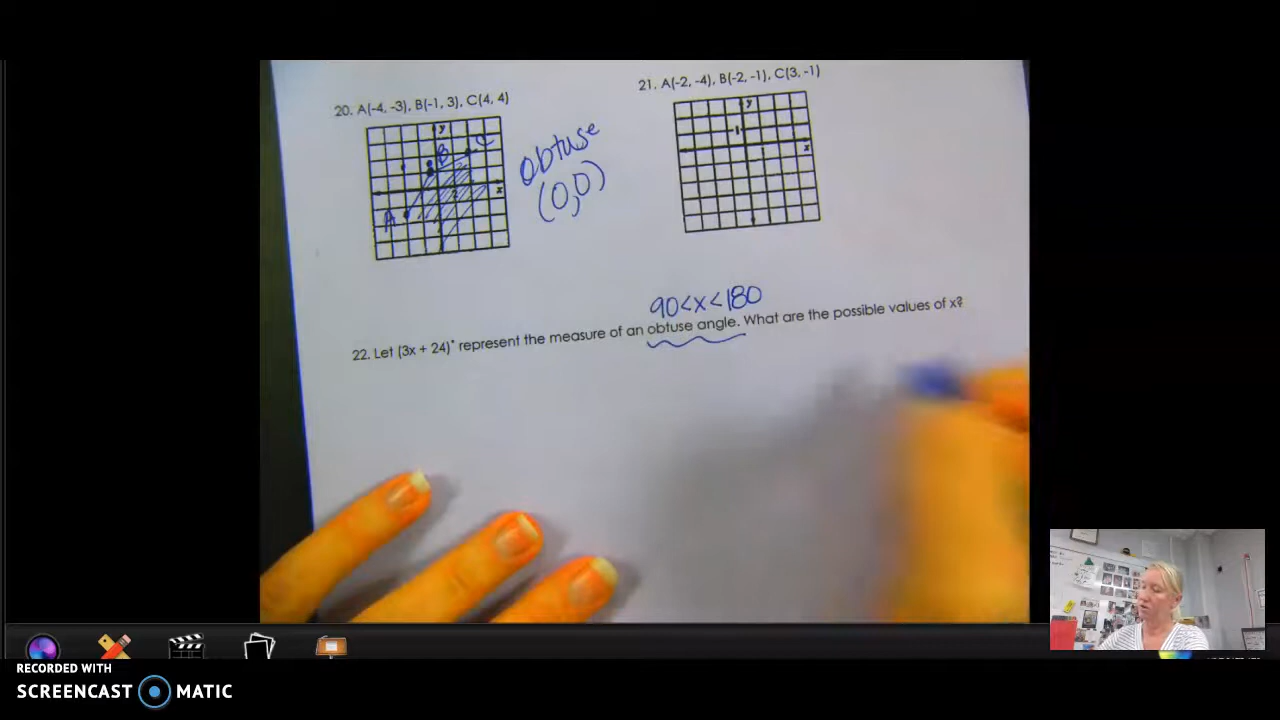 20. A(-4, -3), B(-1, 3), C(4, 4)
21. A(-2, -4), B(-2, -1), C(3, -1)
y
B
C
x
A
obtuse
(0,0)
y
1
x
1
90<x<180
22. Let (3x + 24)° represent the measure of an obtuse angle. What are the possible values of x?
RECORDED WITH
SCREENCAST MATIC